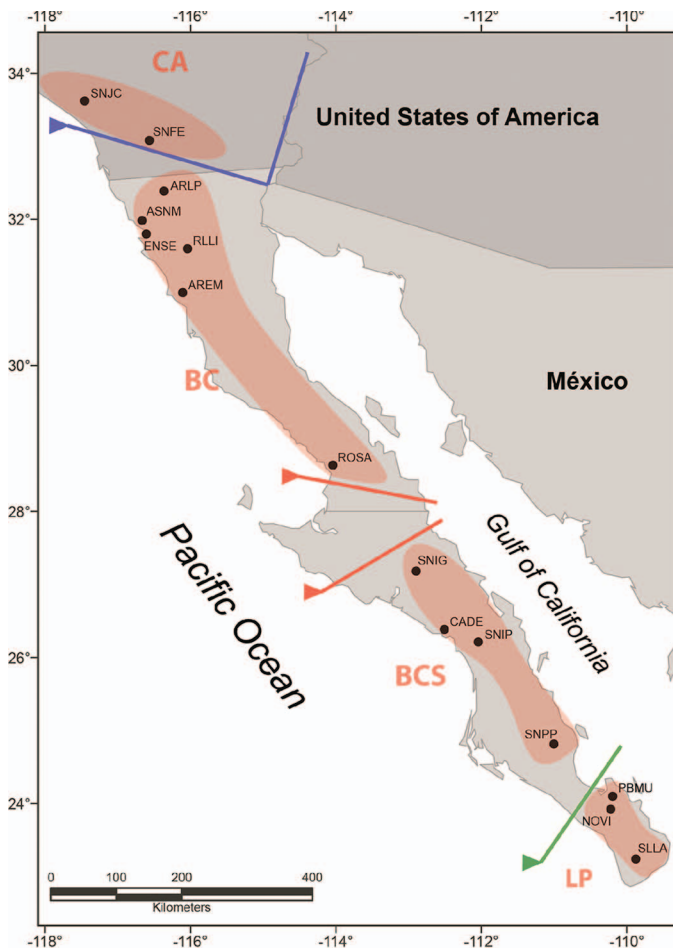 -118° -116° -114° -112° -110°
34°
CA
SNJC
United States of America
SNFE
ARLP
32°
ASNM
ENSE
RLLI
AREM
30°
BC
México
ROSA
28°
Pacific Ocean
Gulf of California
SNIG
CADE
SNIP
26°
BCS
SNPP
24°
PBMU
NOVI
SLLA
LP
0 100 200 400
Kilometers
-118° -116° -114° -112° -110°